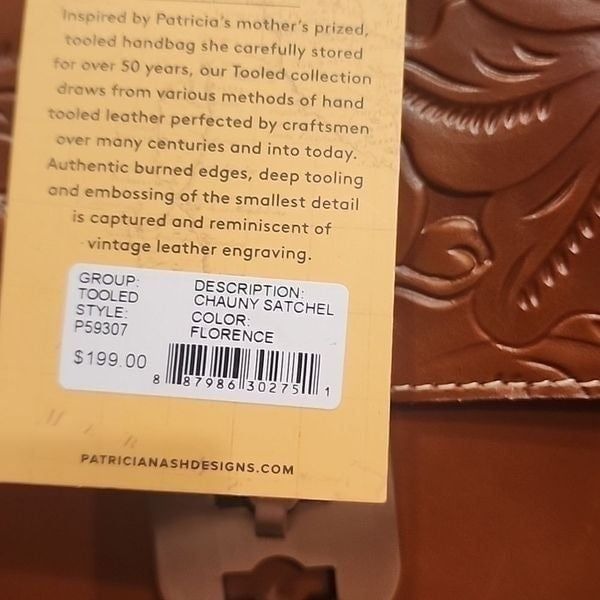 Inspired by Patricia's mother's prized,
tooled handbag she carefully stored
for over 50 years, our Tooled collection
draws from various methods of hand
tooled leather perfected by craftsmen
over many centuries and into today.
Authentic burned edges, deep tooling
and embossing of the smallest detail
is captured and reminiscent of
vintage leather engraving.
GROUP:
TOOLED
STYLE:
P59307
$199.00
DESCRIPTION:
CHAUNY SATCHEL
COLOR:
FLORENCE
8 87986 30275 1
PATRICIANASHDESIGNS.COM